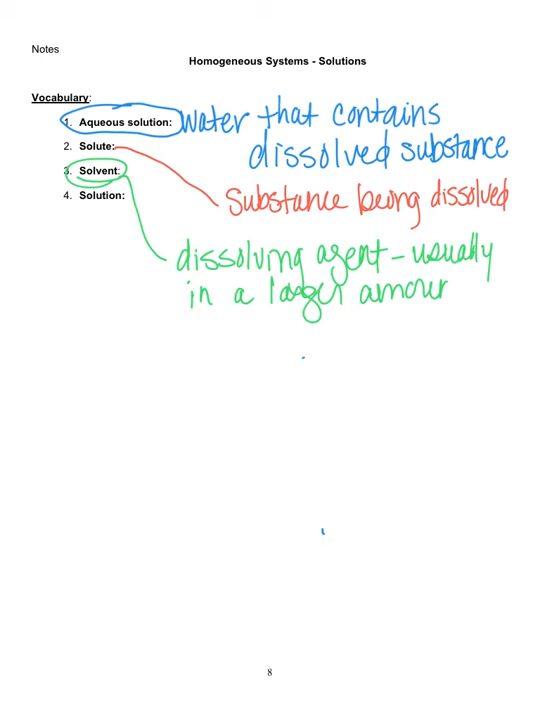 Notes
Homogeneous Systems - Solutions
Vocabulary:
1. Aqueous solution: Water that contains
dissolved substance
2. Solute:
Substance being dissolved
3. Solvent:
4. Solution:
dissolving agent - usually
in a larger amour
8